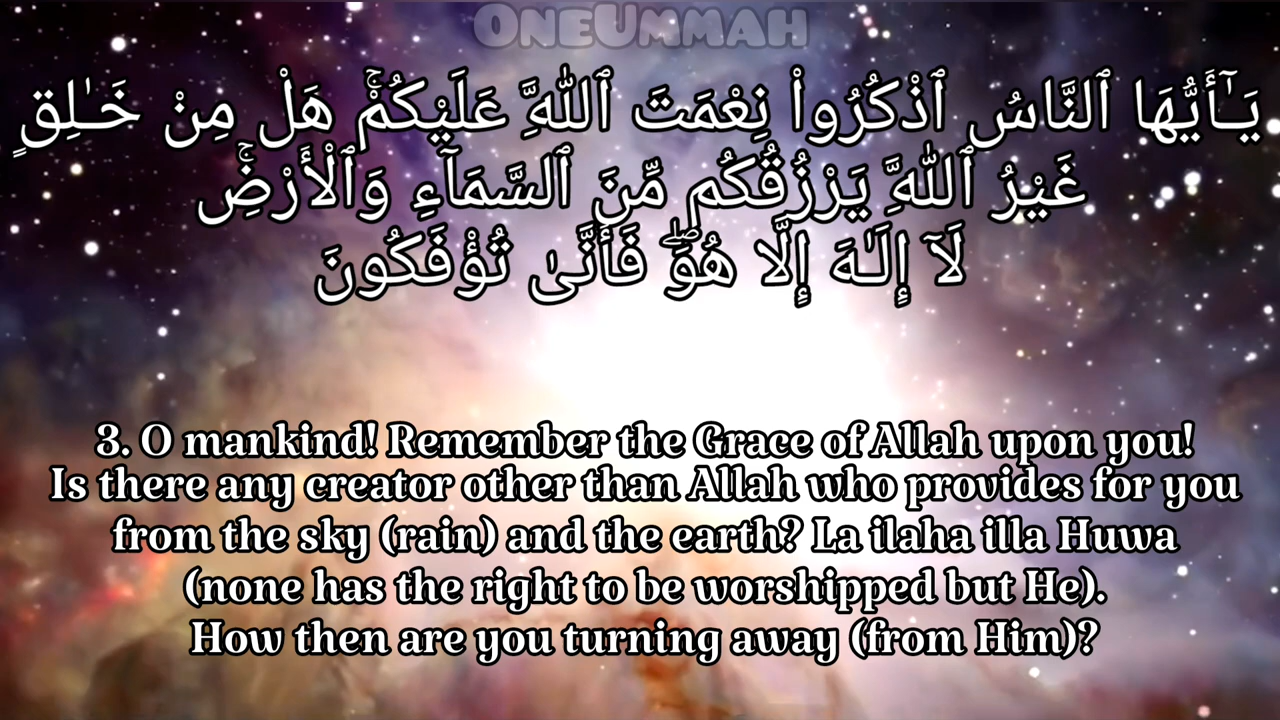 OneUmmah
يَـٰٓأَيُّهَا ٱلنَّاسُ ٱذْكُرُوا۟ نِعْمَتَ ٱللَّهِ عَلَيْكُمْ ۚ هَلْ مِنْ خَـٰلِقٍ
غَيْرُ ٱللَّهِ يَرْزُقُكُم مِّنَ ٱلسَّمَآءِ وَٱلْأَرْضِ ۚ
لَآ إِلَـٰهَ إِلَّا هُوَ ۖ فَأَنَّىٰ تُؤْفَكُونَ
3. O mankind! Remember the Grace of Allah upon you!
Is there any creator other than Allah who provides for you
from the sky (rain) and the earth? La ilaha illa Huwa
(none has the right to be worshipped but He).
How then are you turning away (from Him)?